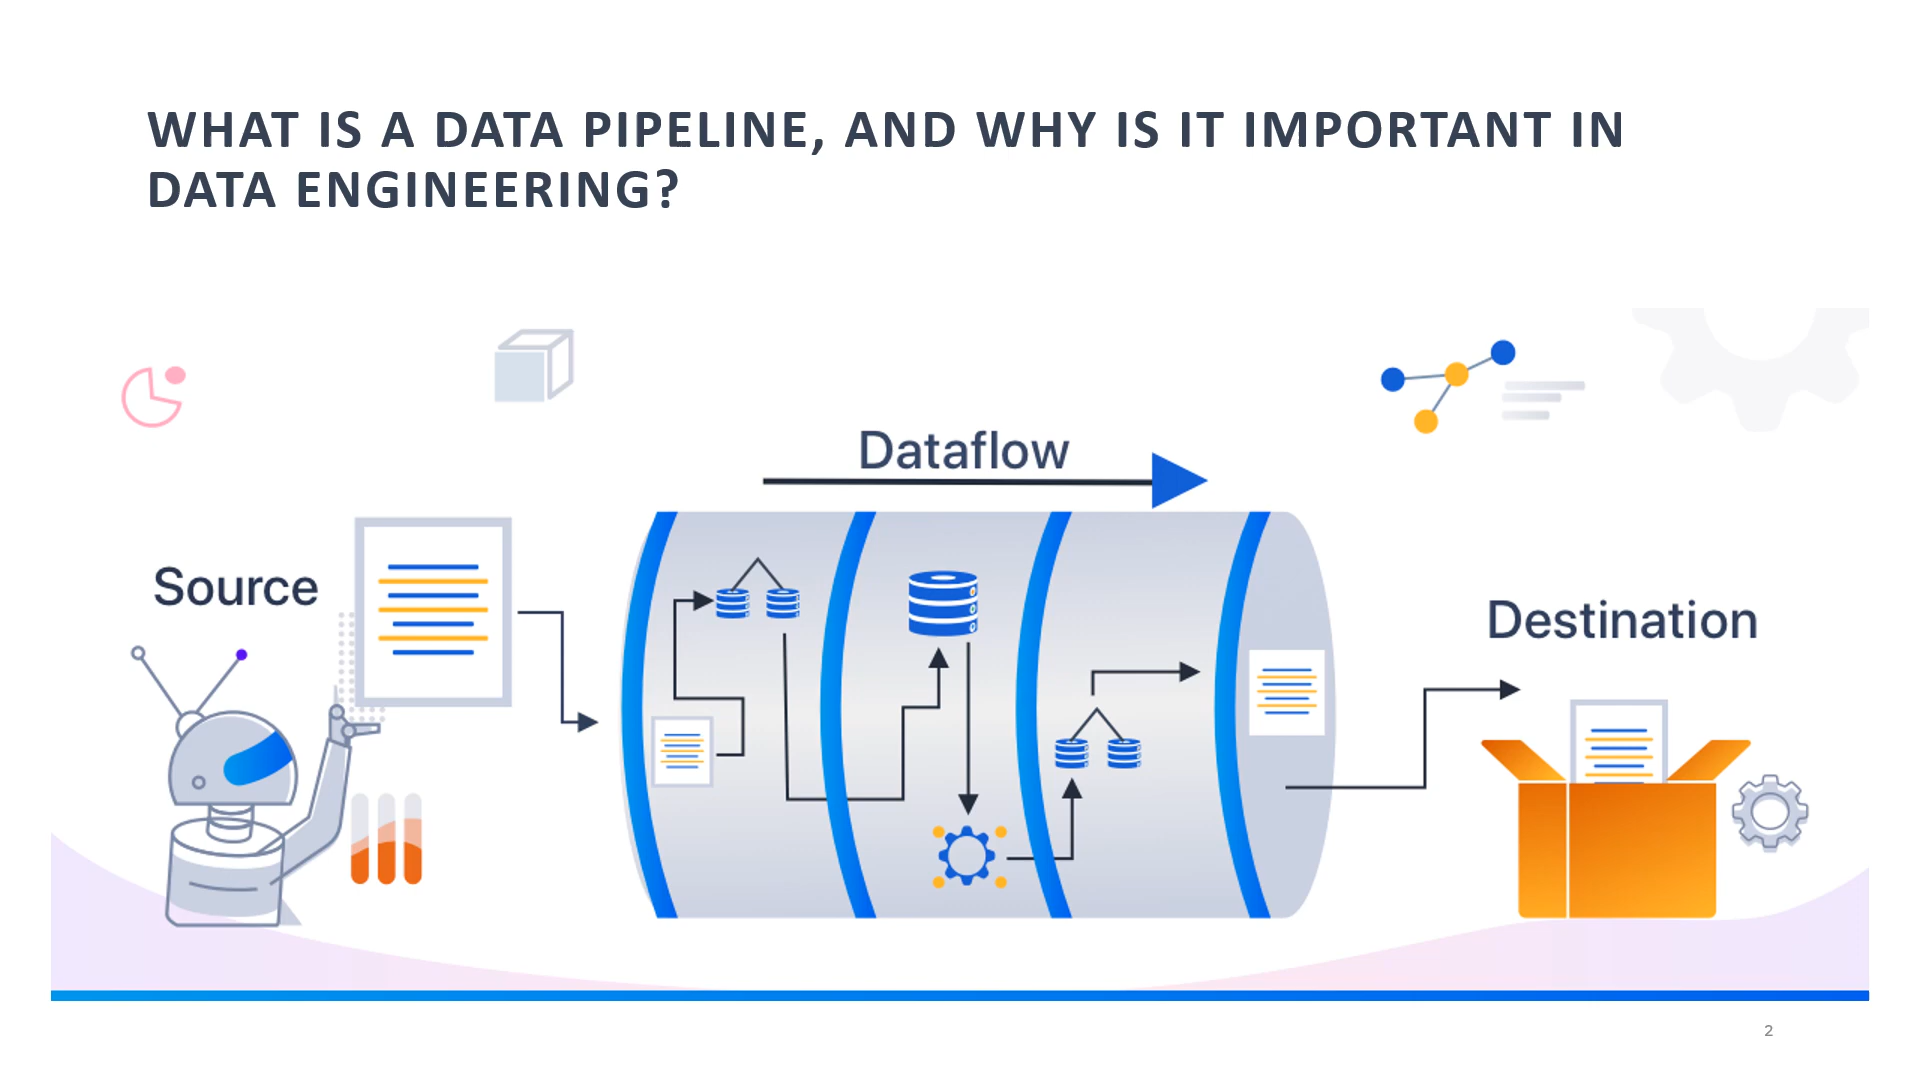 WHAT IS A DATA PIPELINE, AND WHY IS IT IMPORTANT IN
DATA ENGINEERING?
Dataflow
Source
Destination
2